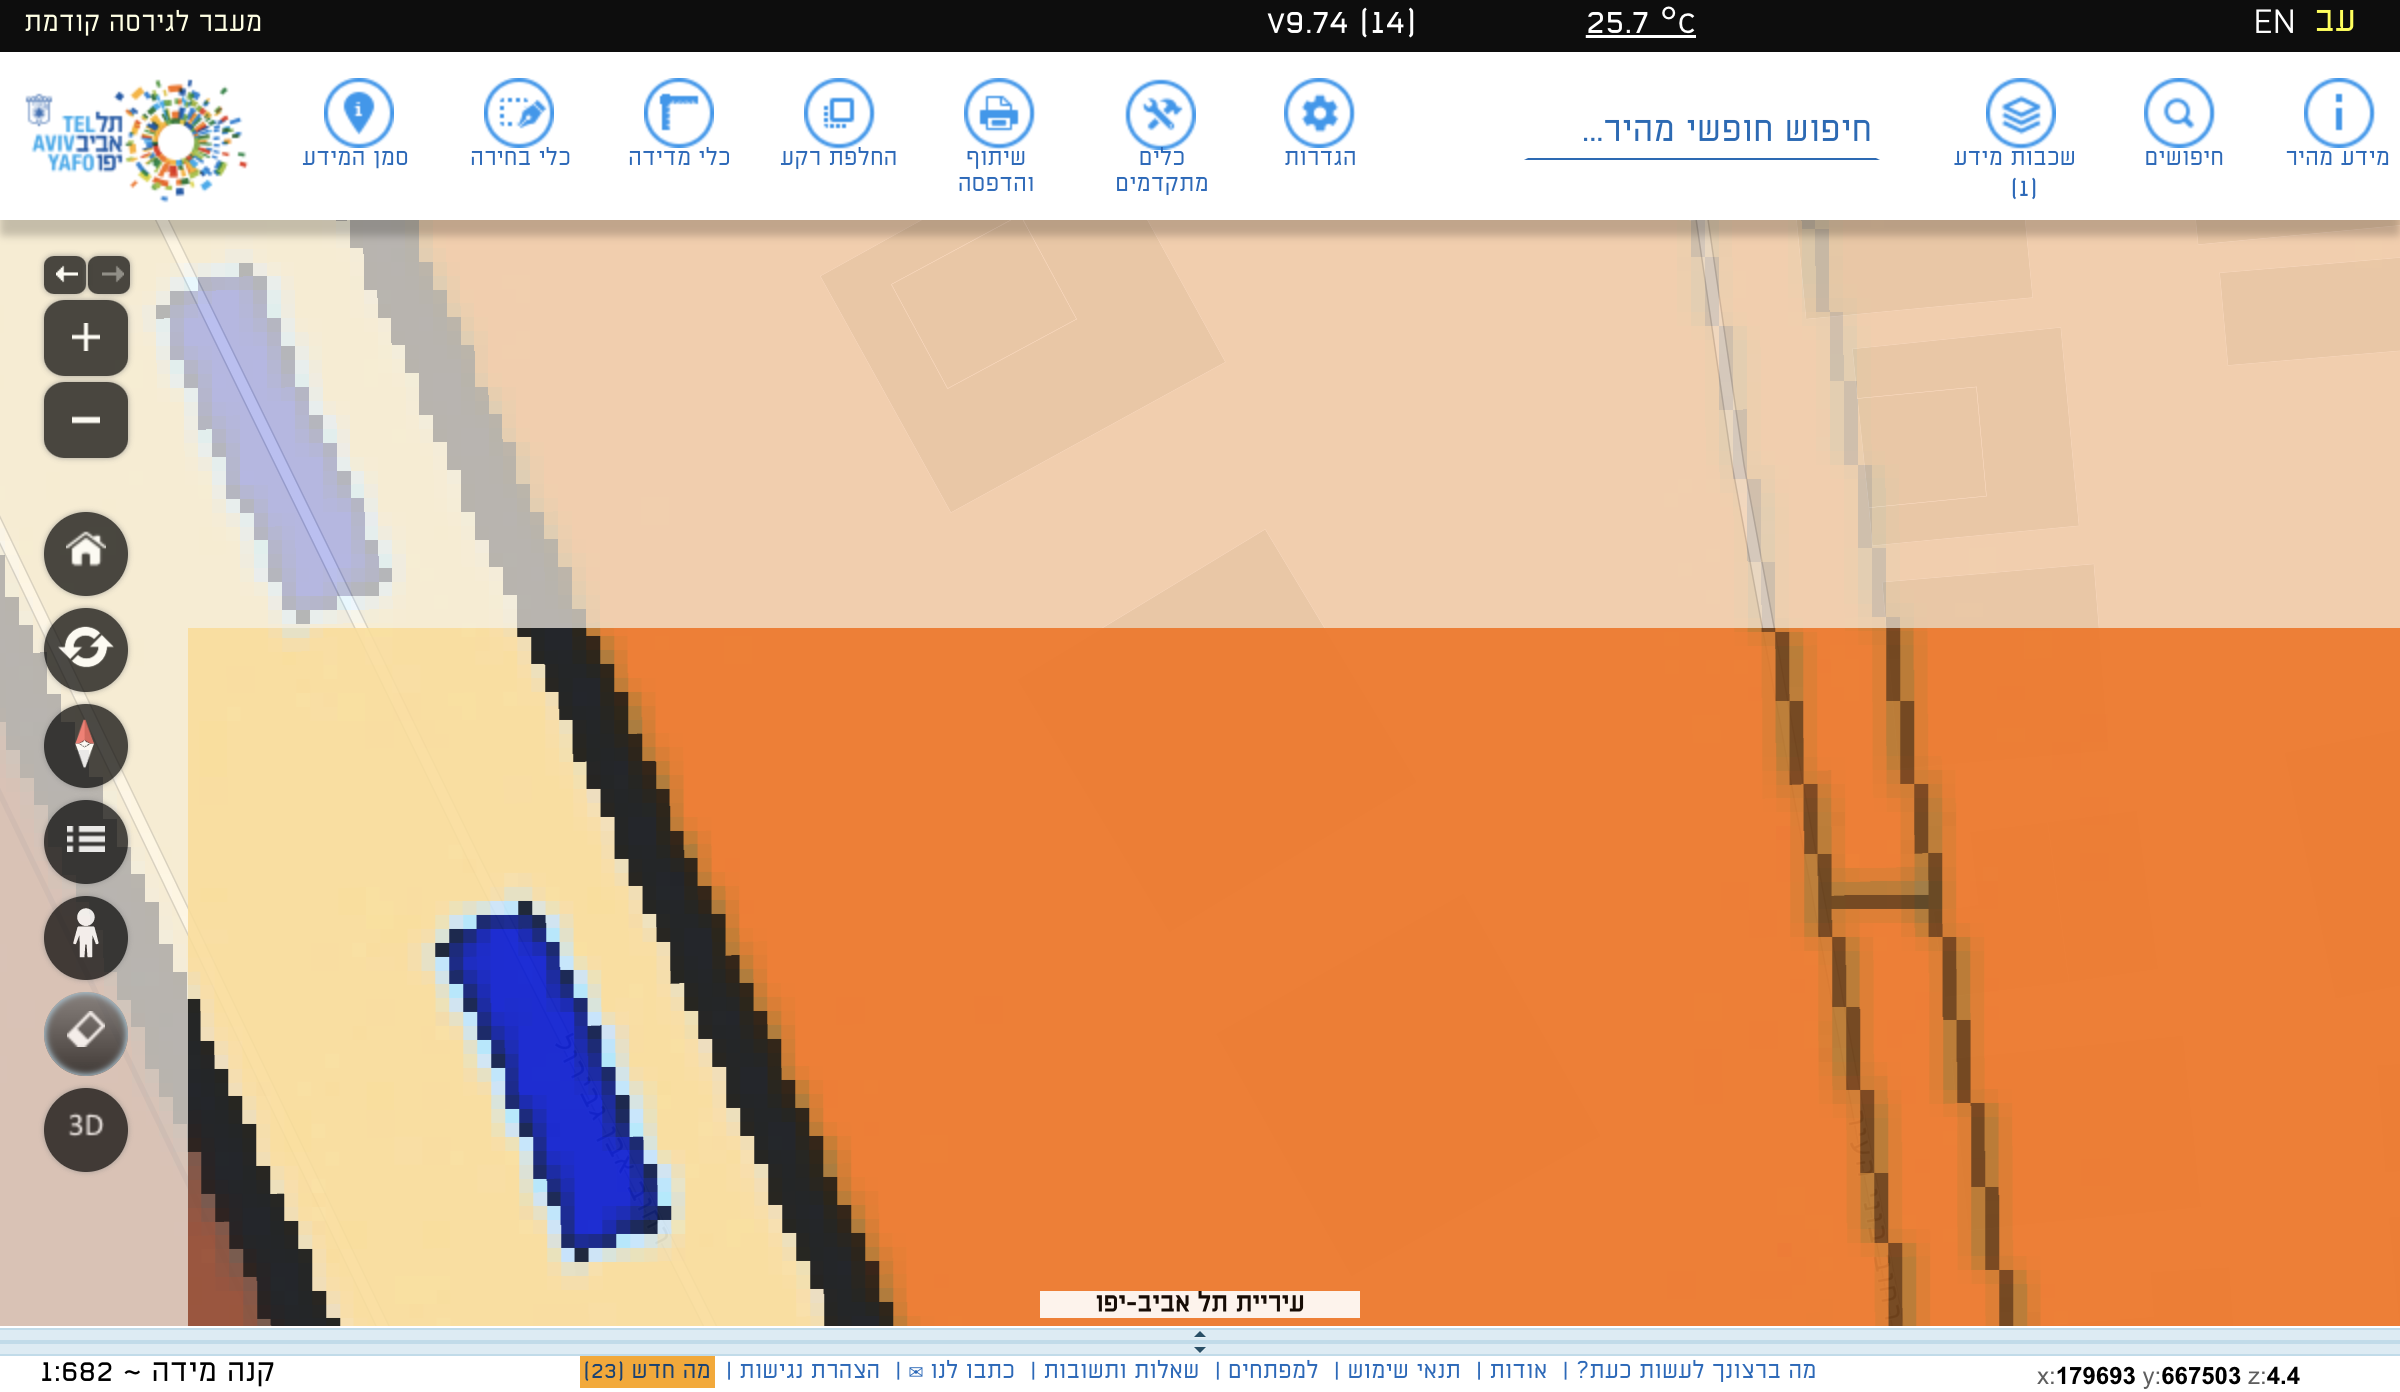 עב EN
25.7 °C
V9.74 (14)
מעבר לגירסה קודמת
מידע מהיר
חיפושים
שכבות מידע
(1)
חיפוש חופשי מהיר...
הגדרות
כלים
מתקדמים
שיתוף
והדפסה
החלפת רקע
כלי מדידה
כלי בחירה
סמן המידע
תל
אביב
יפו
TEL
AVIV
YAFO
3D
רחוב אבן גבירול
עיריית תל אביב-יפו
מה ברצונך לעשות כעת? | אודות | תנאי שימוש | למפתחים | שאלות ותשובות | כתבו לנו ✉ | הצהרת נגישות | מה חדש (23)
קנה מידה ~ 1:682
x:179693 y:667503 z:4.4